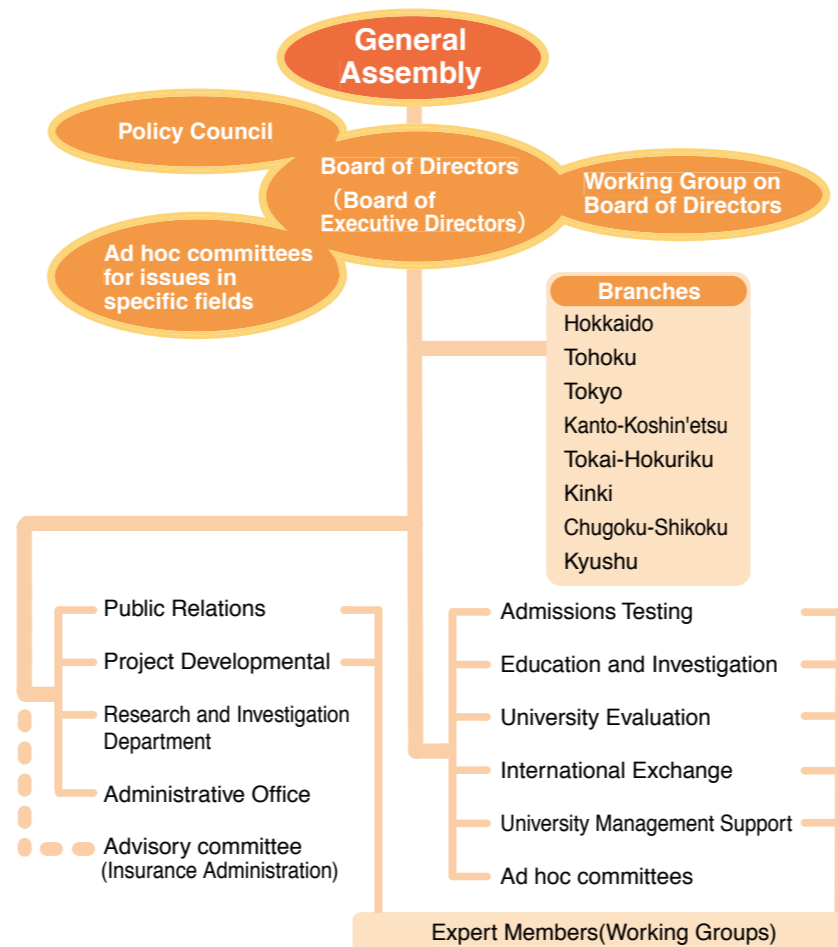 General
Assembly
Policy Council
Board of Directors
（Board of
Executive Directors）
Working Group on
Board of Directors
Ad hoc committees
for issues in
specific fields
Branches
Hokkaido
Tohoku
Tokyo
Kanto-Koshin'etsu
Tokai-Hokuriku
Kinki
Chugoku-Shikoku
Kyushu
Public Relations
Project Developmental
Research and Investigation
Department
Administrative Office
Advisory committee
(Insurance Administration)
Admissions Testing
Education and Investigation
University Evaluation
International Exchange
University Management Support
Ad hoc committees
Expert Members(Working Groups)